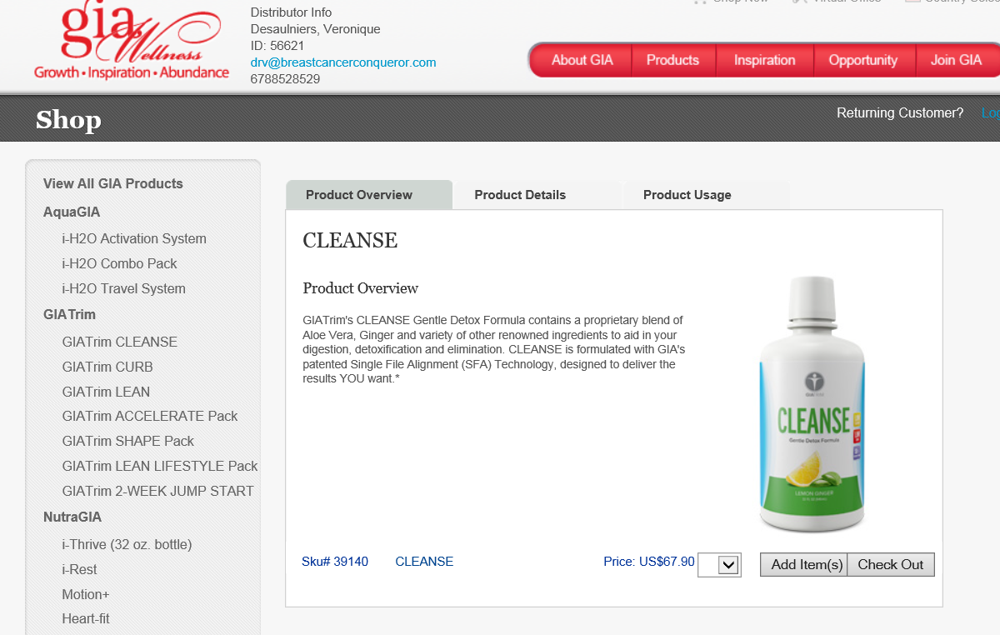 Shop Now
Virtual Office
gia
Wellness
Growth • Inspiration • Abundance
Distributor Info
Desaulniers, Veronique
ID: 56621
drv@breastcancerconqueror.com
6788528529
About GIA
Products
Inspiration
Opportunity
Join GIA
Shop
Returning Customer?
View All GIA Products
AquaGIA
i-H2O Activation System
i-H2O Combo Pack
i-H2O Travel System
GIATrim
GIATrim CLEANSE
GIATrim CURB
GIATrim LEAN
GIATrim ACCELERATE Pack
GIATrim SHAPE Pack
GIATrim LEAN LIFESTYLE Pack
GIATrim 2-WEEK JUMP START
NutraGIA
i-Thrive (32 oz. bottle)
i-Rest
Motion+
Heart-fit
Product Overview
Product Details
Product Usage
CLEANSE
Product Overview
GIATrim's CLEANSE Gentle Detox Formula contains a proprietary blend of
Aloe Vera, Ginger and variety of other renowned ingredients to aid in your
digestion, detoxification and elimination. CLEANSE is formulated with GIA's
patented Single File Alignment (SFA) Technology, designed to deliver the
results YOU want.*
CLEANSE
Gentle Detox Formula
LEMON GINGER
Sku# 39140
CLEANSE
Price: US$67.90
Add Item(s)
Check Out